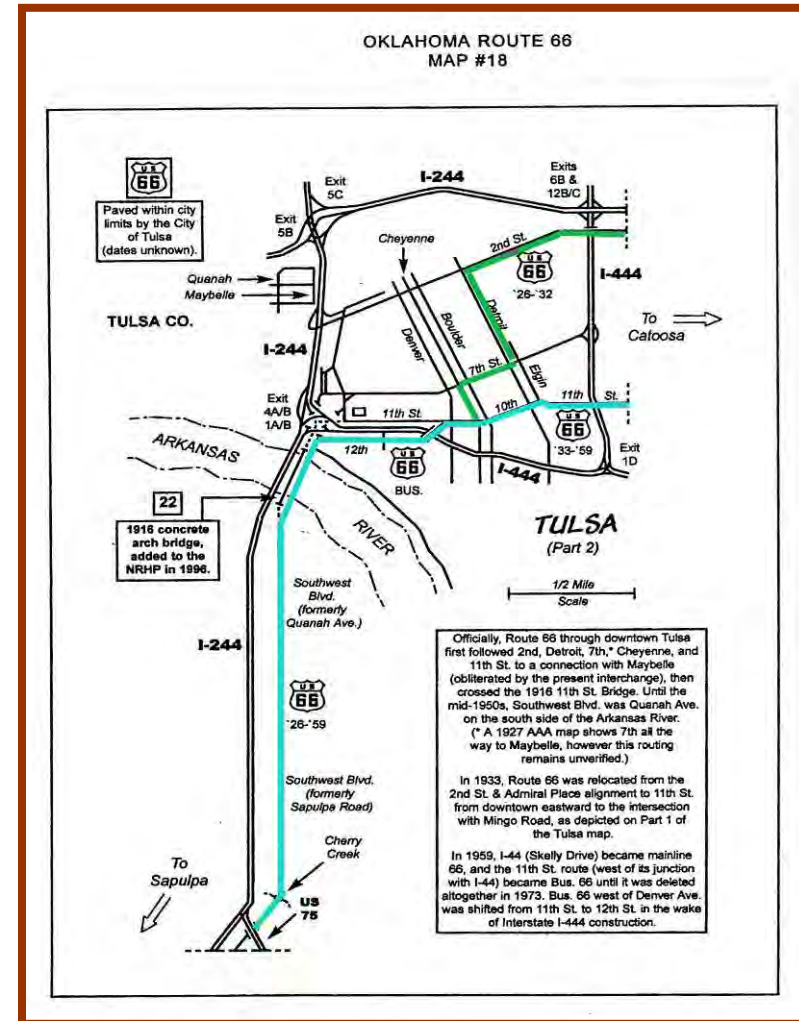 OKLAHOMA ROUTE 66
MAP #18
US
66
Paved within city
limits by the City
of Tulsa
(dates unknown).
Exit
5C
I-244
Exits
6B &
12B/C
Exit
5B
Cheyenne
2nd St.
US
66
'26-'32
I-444
Quanah
Maybelle
TULSA CO.
To
Catoosa
Denver
Boulder
Detroit
I-244
7th St.
Elgin
Exit
4A/B
1A/B
11th St.
10th
11th St.
ARKANSAS
12th
US
66
BUS.
US
66
'33-'59
I-444
Exit
1D
22
1916 concrete
arch bridge,
added to the
NRHP in 1996.
RIVER
TULSA
(Part 2)
1/2 Mile
Scale
Southwest
Blvd.
(formerly
Quanah Ave.)
I-244
US
66
'26-'59
Southwest Blvd.
(formerly
Sapulpa Road)
Cherry
Creek
To
Sapulpa
US
75
Officially, Route 66 through downtown Tulsa
first followed 2nd, Detroit, 7th,* Cheyenne, and
11th St. to a connection with Maybelle
(obliterated by the present interchange), then
crossed the 1916 11th St. Bridge. Until the
mid-1950s, Southwest Blvd. was Quanah Ave.
on the south side of the Arkansas River.
(* A 1927 AAA map shows 7th all the
way to Maybelle, however this routing
remains unverified.)
In 1933, Route 66 was relocated from the
2nd St. & Admiral Place alignment to 11th St.
from downtown eastward to the intersection
with Mingo Road, as depicted on Part 1 of
the Tulsa map.
In 1959, I-44 (Skelly Drive) became mainline
66, and the 11th St. route (west of its junction
with I-44) became Bus. 66 until it was deleted
altogether in 1973. Bus. 66 west of Denver Ave.
was shifted from 11th St. to 12th St. in the wake
of Interstate I-444 construction.